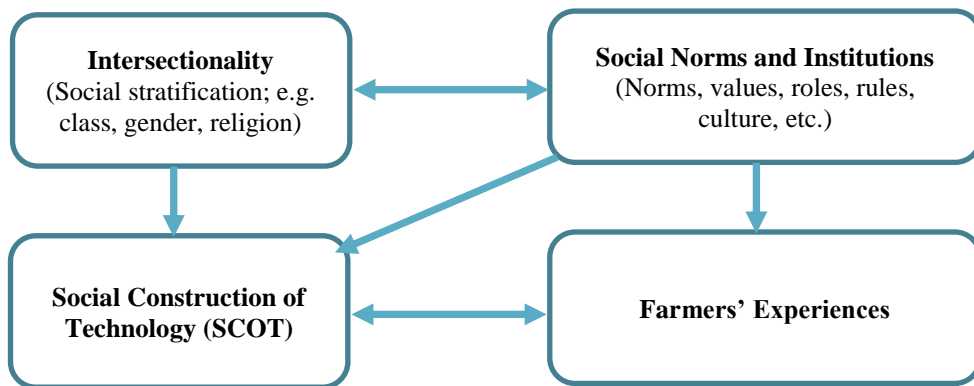 Intersectionality
(Social stratification; e.g.
class, gender, religion)
Social Norms and Institutions
(Norms, values, roles, rules,
culture, etc.)
Social Construction of
Technology (SCOT)
Farmers’ Experiences